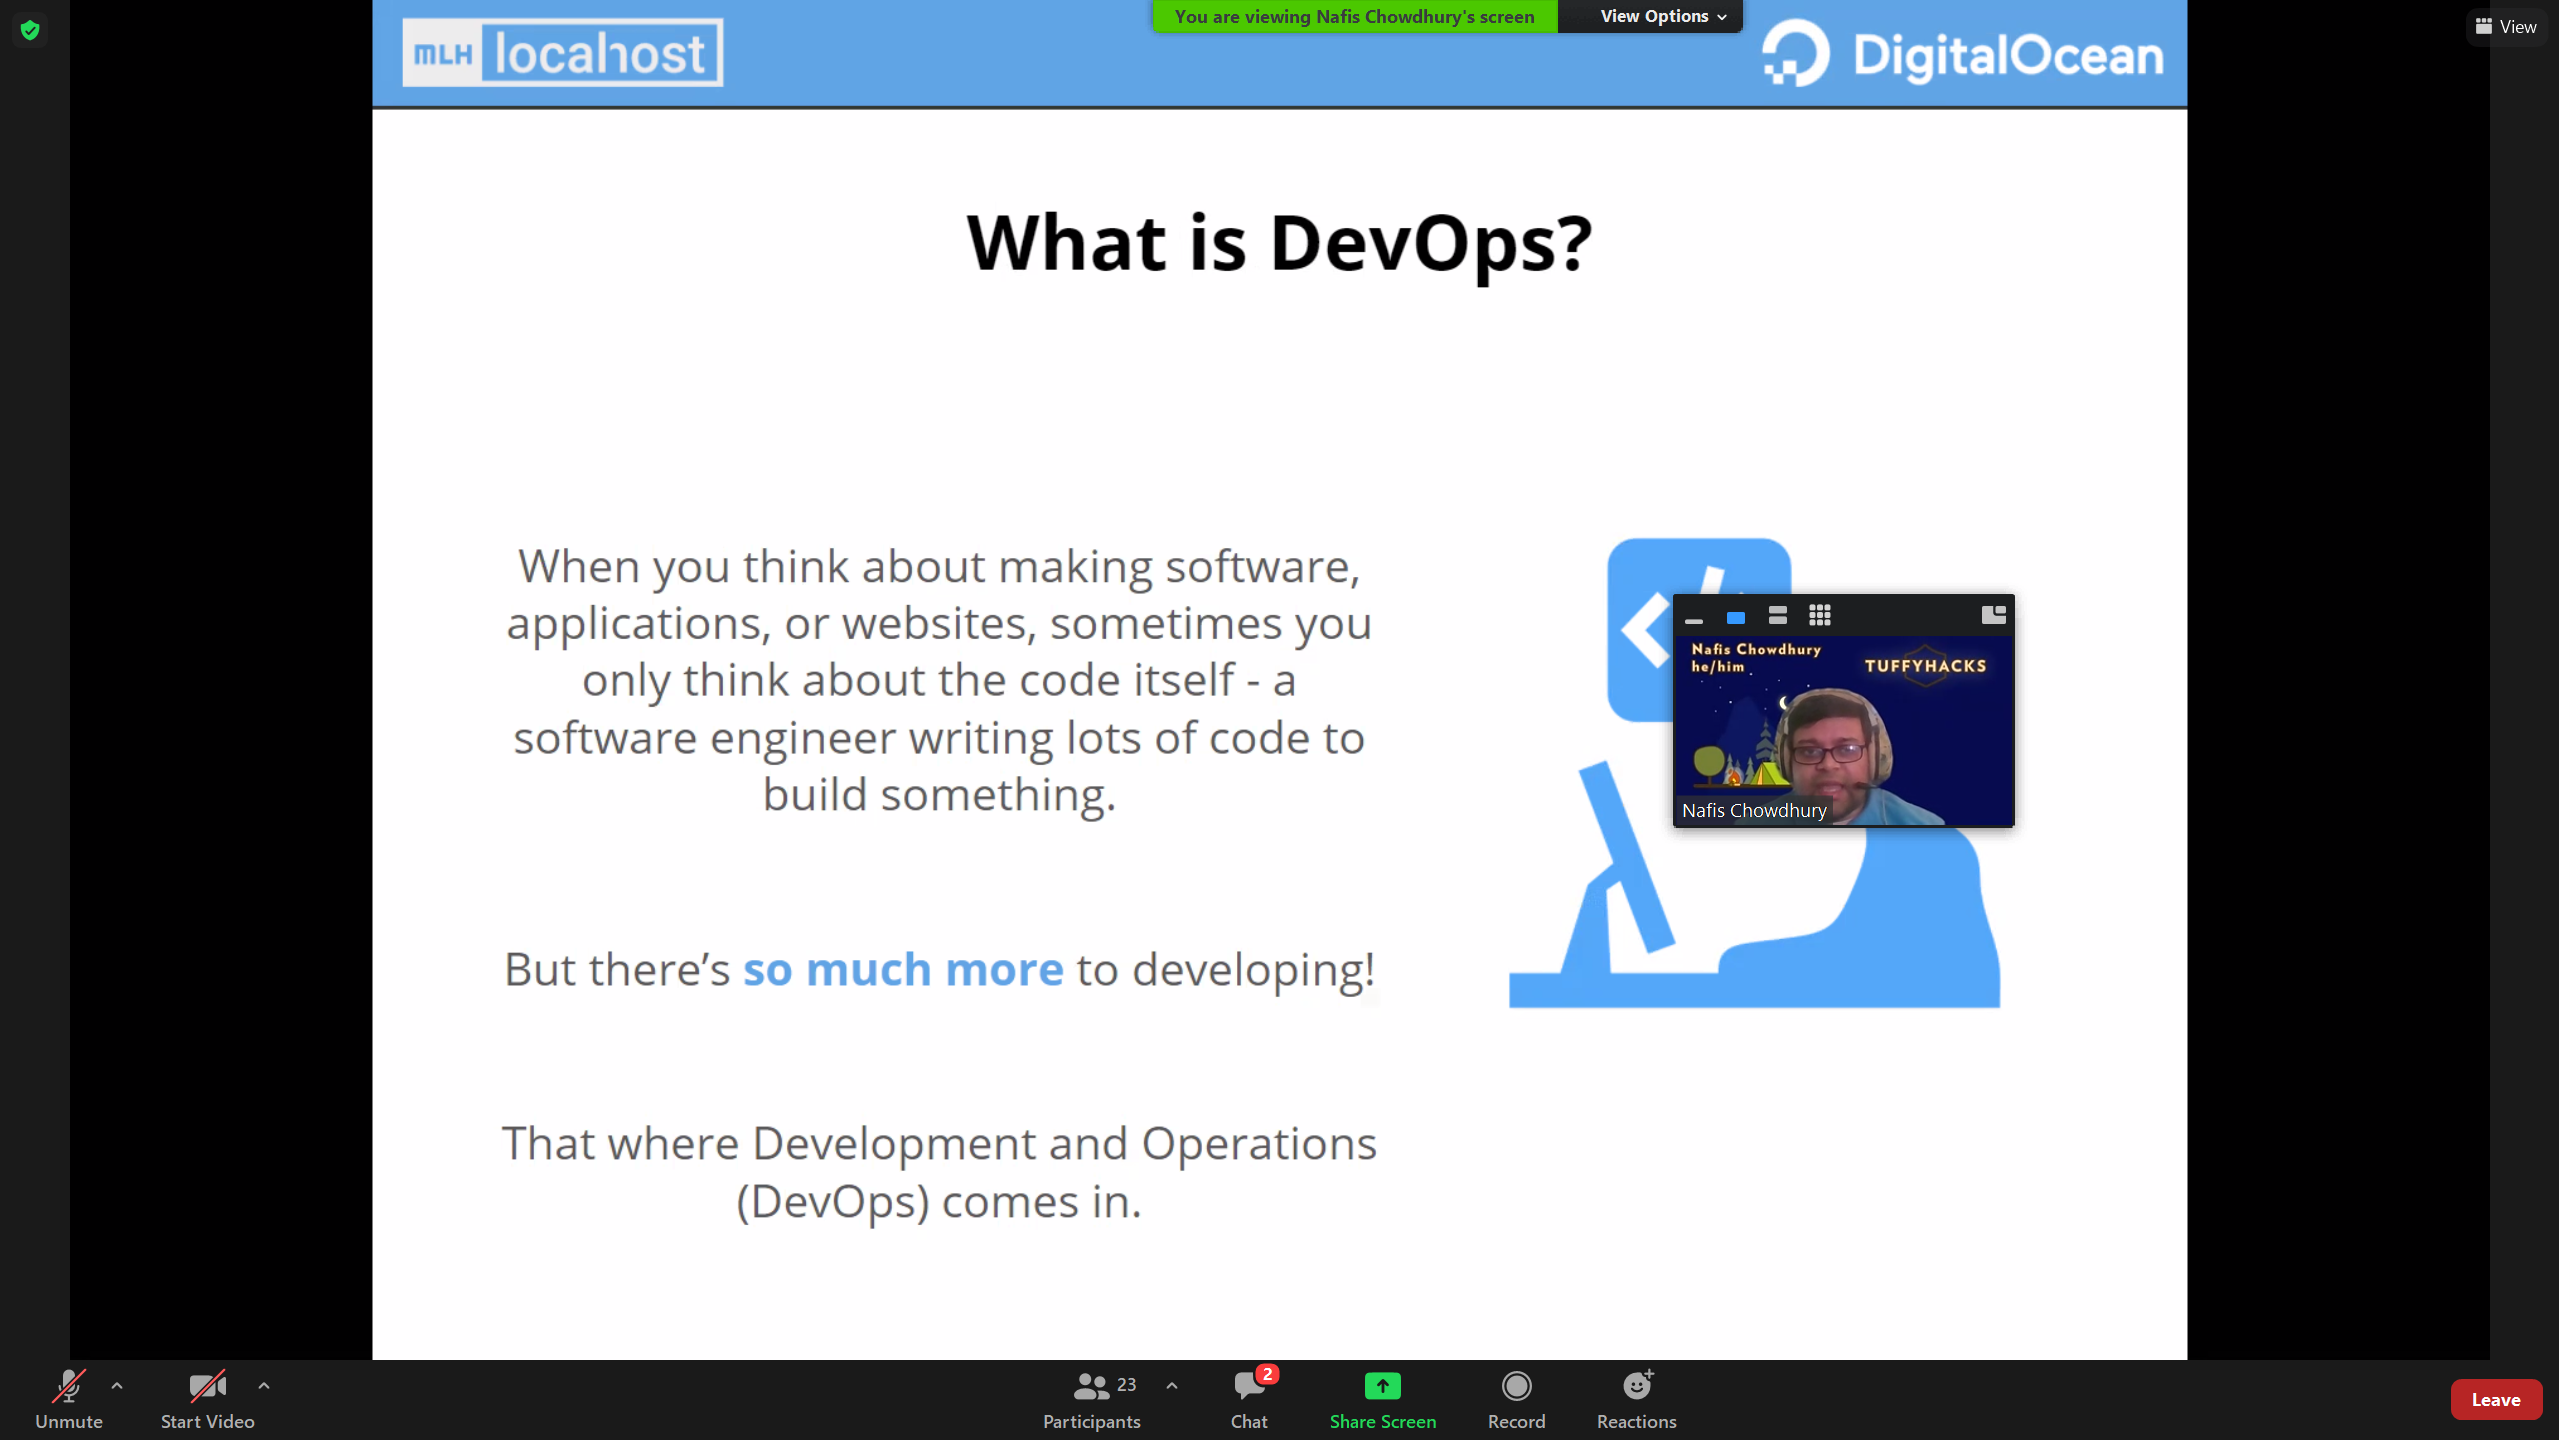 You are viewing Nafis Chowdhury's screen
View Options
View
MLH localhost
DigitalOcean
What is DevOps?
When you think about making software,
applications, or websites, sometimes you
only think about the code itself - a
software engineer writing lots of code to
build something.
But there's so much more to developing!
That where Development and Operations
(DevOps) comes in.
Nafis Chowdhury
he/him
TUFFYHACKS
Nafis Chowdhury
Unmute
Start Video
23
Participants
2
Chat
Share Screen
Record
Reactions
Leave